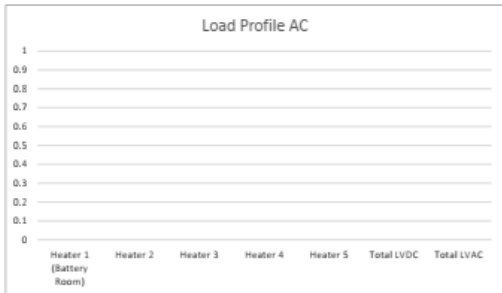 Load Profile AC
1
0.9
0.8
0.7
0.6
0.5
0.4
0.3
0.2
0.1
0
Heater 1 Heater 2 Heater 3 Heater 4 Heater 5 Total LVDC Total LVAC
(Battery
Room)